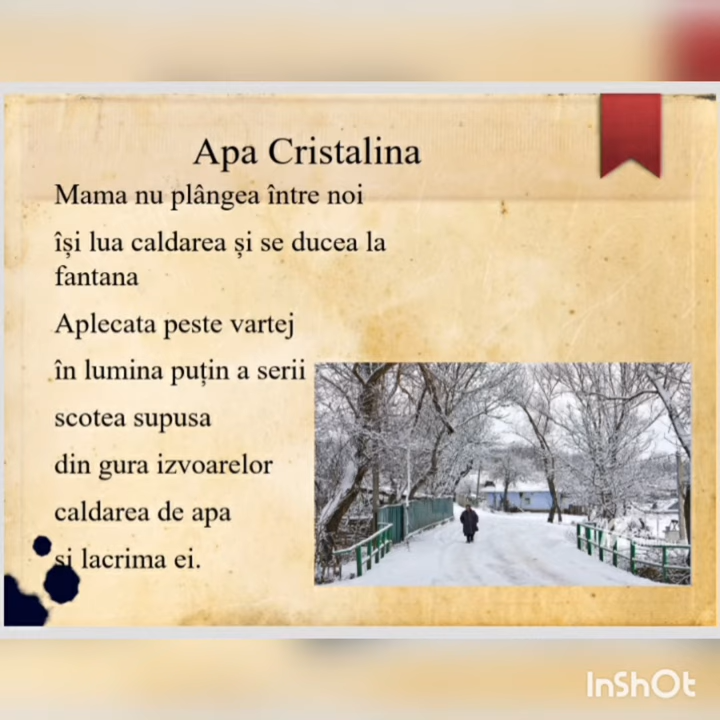 Apa Cristalina
Mama nu plângea între noi
își lua caldarea și se ducea la
fantana
Aplecata peste vartej
în lumina puțin a serii
scotea supusa
din gura izvoarelor
caldarea de apa
și lacrima ei.
InShOt